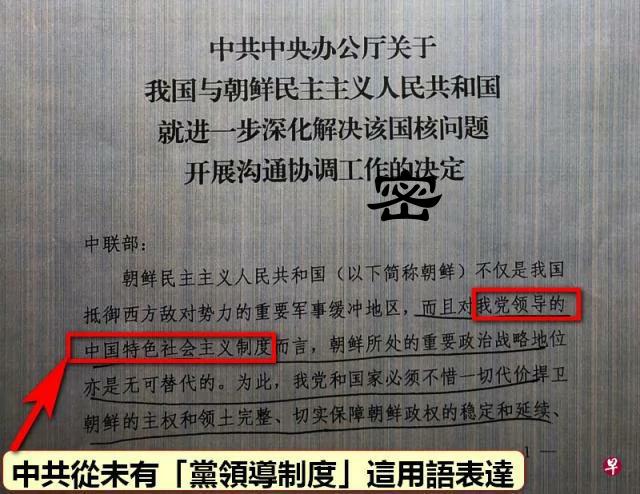 中共中央办公厅关于
我国与朝鲜民主主义人民共和国
就进一步深化解决该国核问题
开展沟通协调工作的决定
密
中联部：
朝鲜民主主义人民共和国（以下简称朝鲜）不仅是我国
抵御西方敌对势力的重要军事缓冲地区，而且对我党领导的
中国特色社会主义制度而言，朝鲜所处的重要政治战略地位
亦是无可替代的。为此，我党和国家必须不惜一切代价捍卫
朝鲜的主权和领土完整、切实保障朝鲜政权的稳定和延续、
1 —
中共從未有「黨領導制度」這用語表達
早